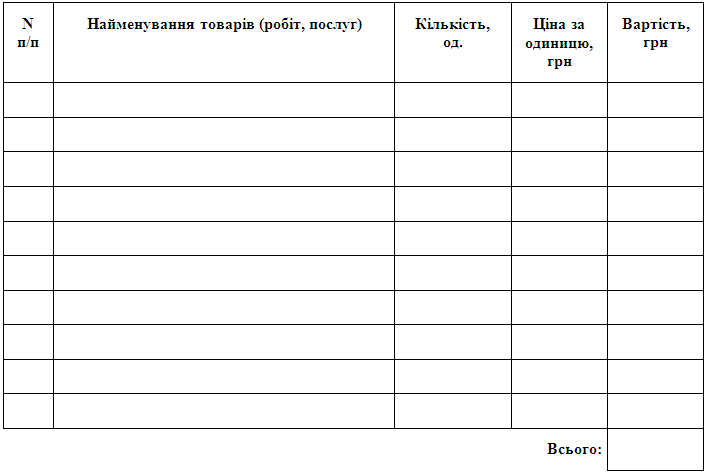 N
п/п
Найменування товарів (робіт, послуг)
Кількість,
од.
Ціна за
одиницю,
грн
Вартість,
грн
Всього: